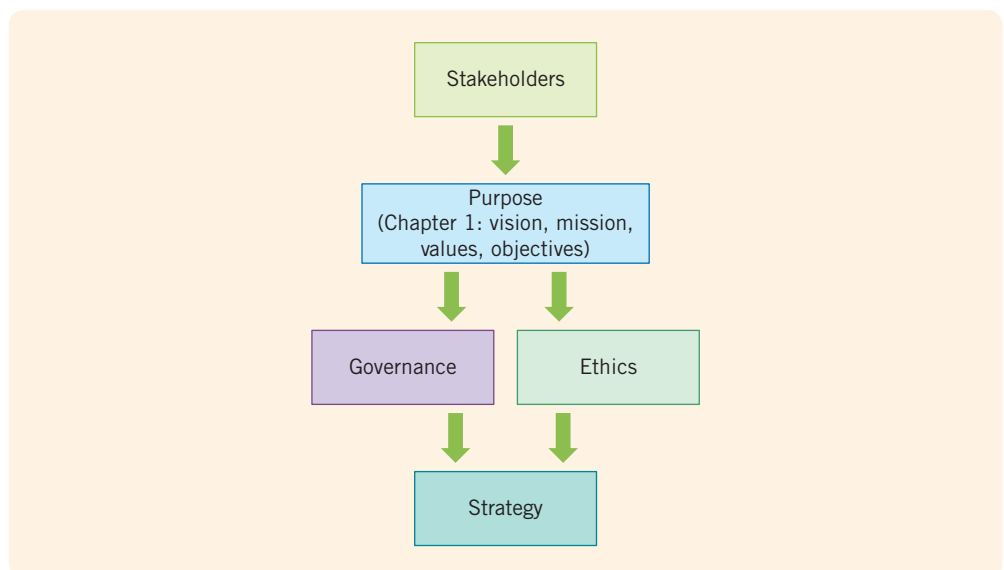 Stakeholders
Purpose
(Chapter 1: vision, mission,
values, objectives)
Governance
Ethics
Strategy